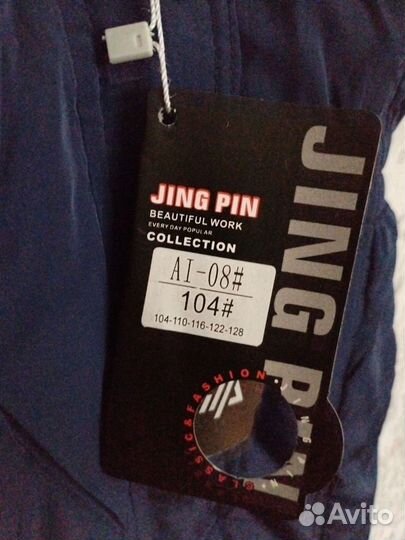 JING PIN
BEAUTIFUL WORK
EVERY DAY POPULAR
COLLECTION
AI-08#
104#
104-110-116-122-128
JING PIN
CLASSIC&FASHION
Avito